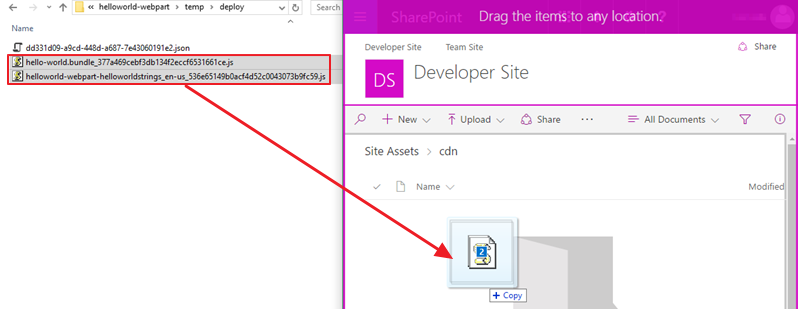 « helloworld-webpart > temp > deploy
Name
dd331d09-a9cd-448d-a687-7e43060191e2.json
hello-world.bundle_377a469cebf3db134f2eccf6531661ce.js
helloworld-webpart-helloworldstrings_en-us_536e65149b0acf4d52c0043073b9fc59.js
SharePoint
Drag the items to any location.
Developer Site Team Site
Share
DS
Developer Site
New Upload Share ... All Documents
Site Assets > cdn
Name Modified
2
+ Copy